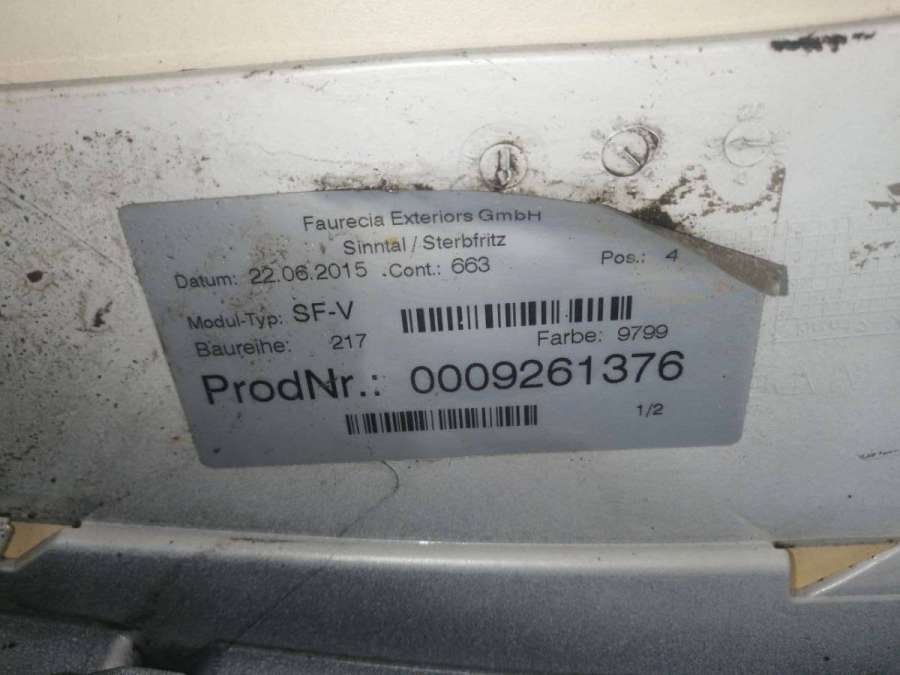 Faurecia Exteriors GmbH
Sinntal / Sterbfritz
Datum: 22.06.2015 .Cont.: 663 Pos.: 4
Modul-Typ: SF-V
Baureihe: 217 Farbe: 9799
ProdNr.: 0009261376
1/2